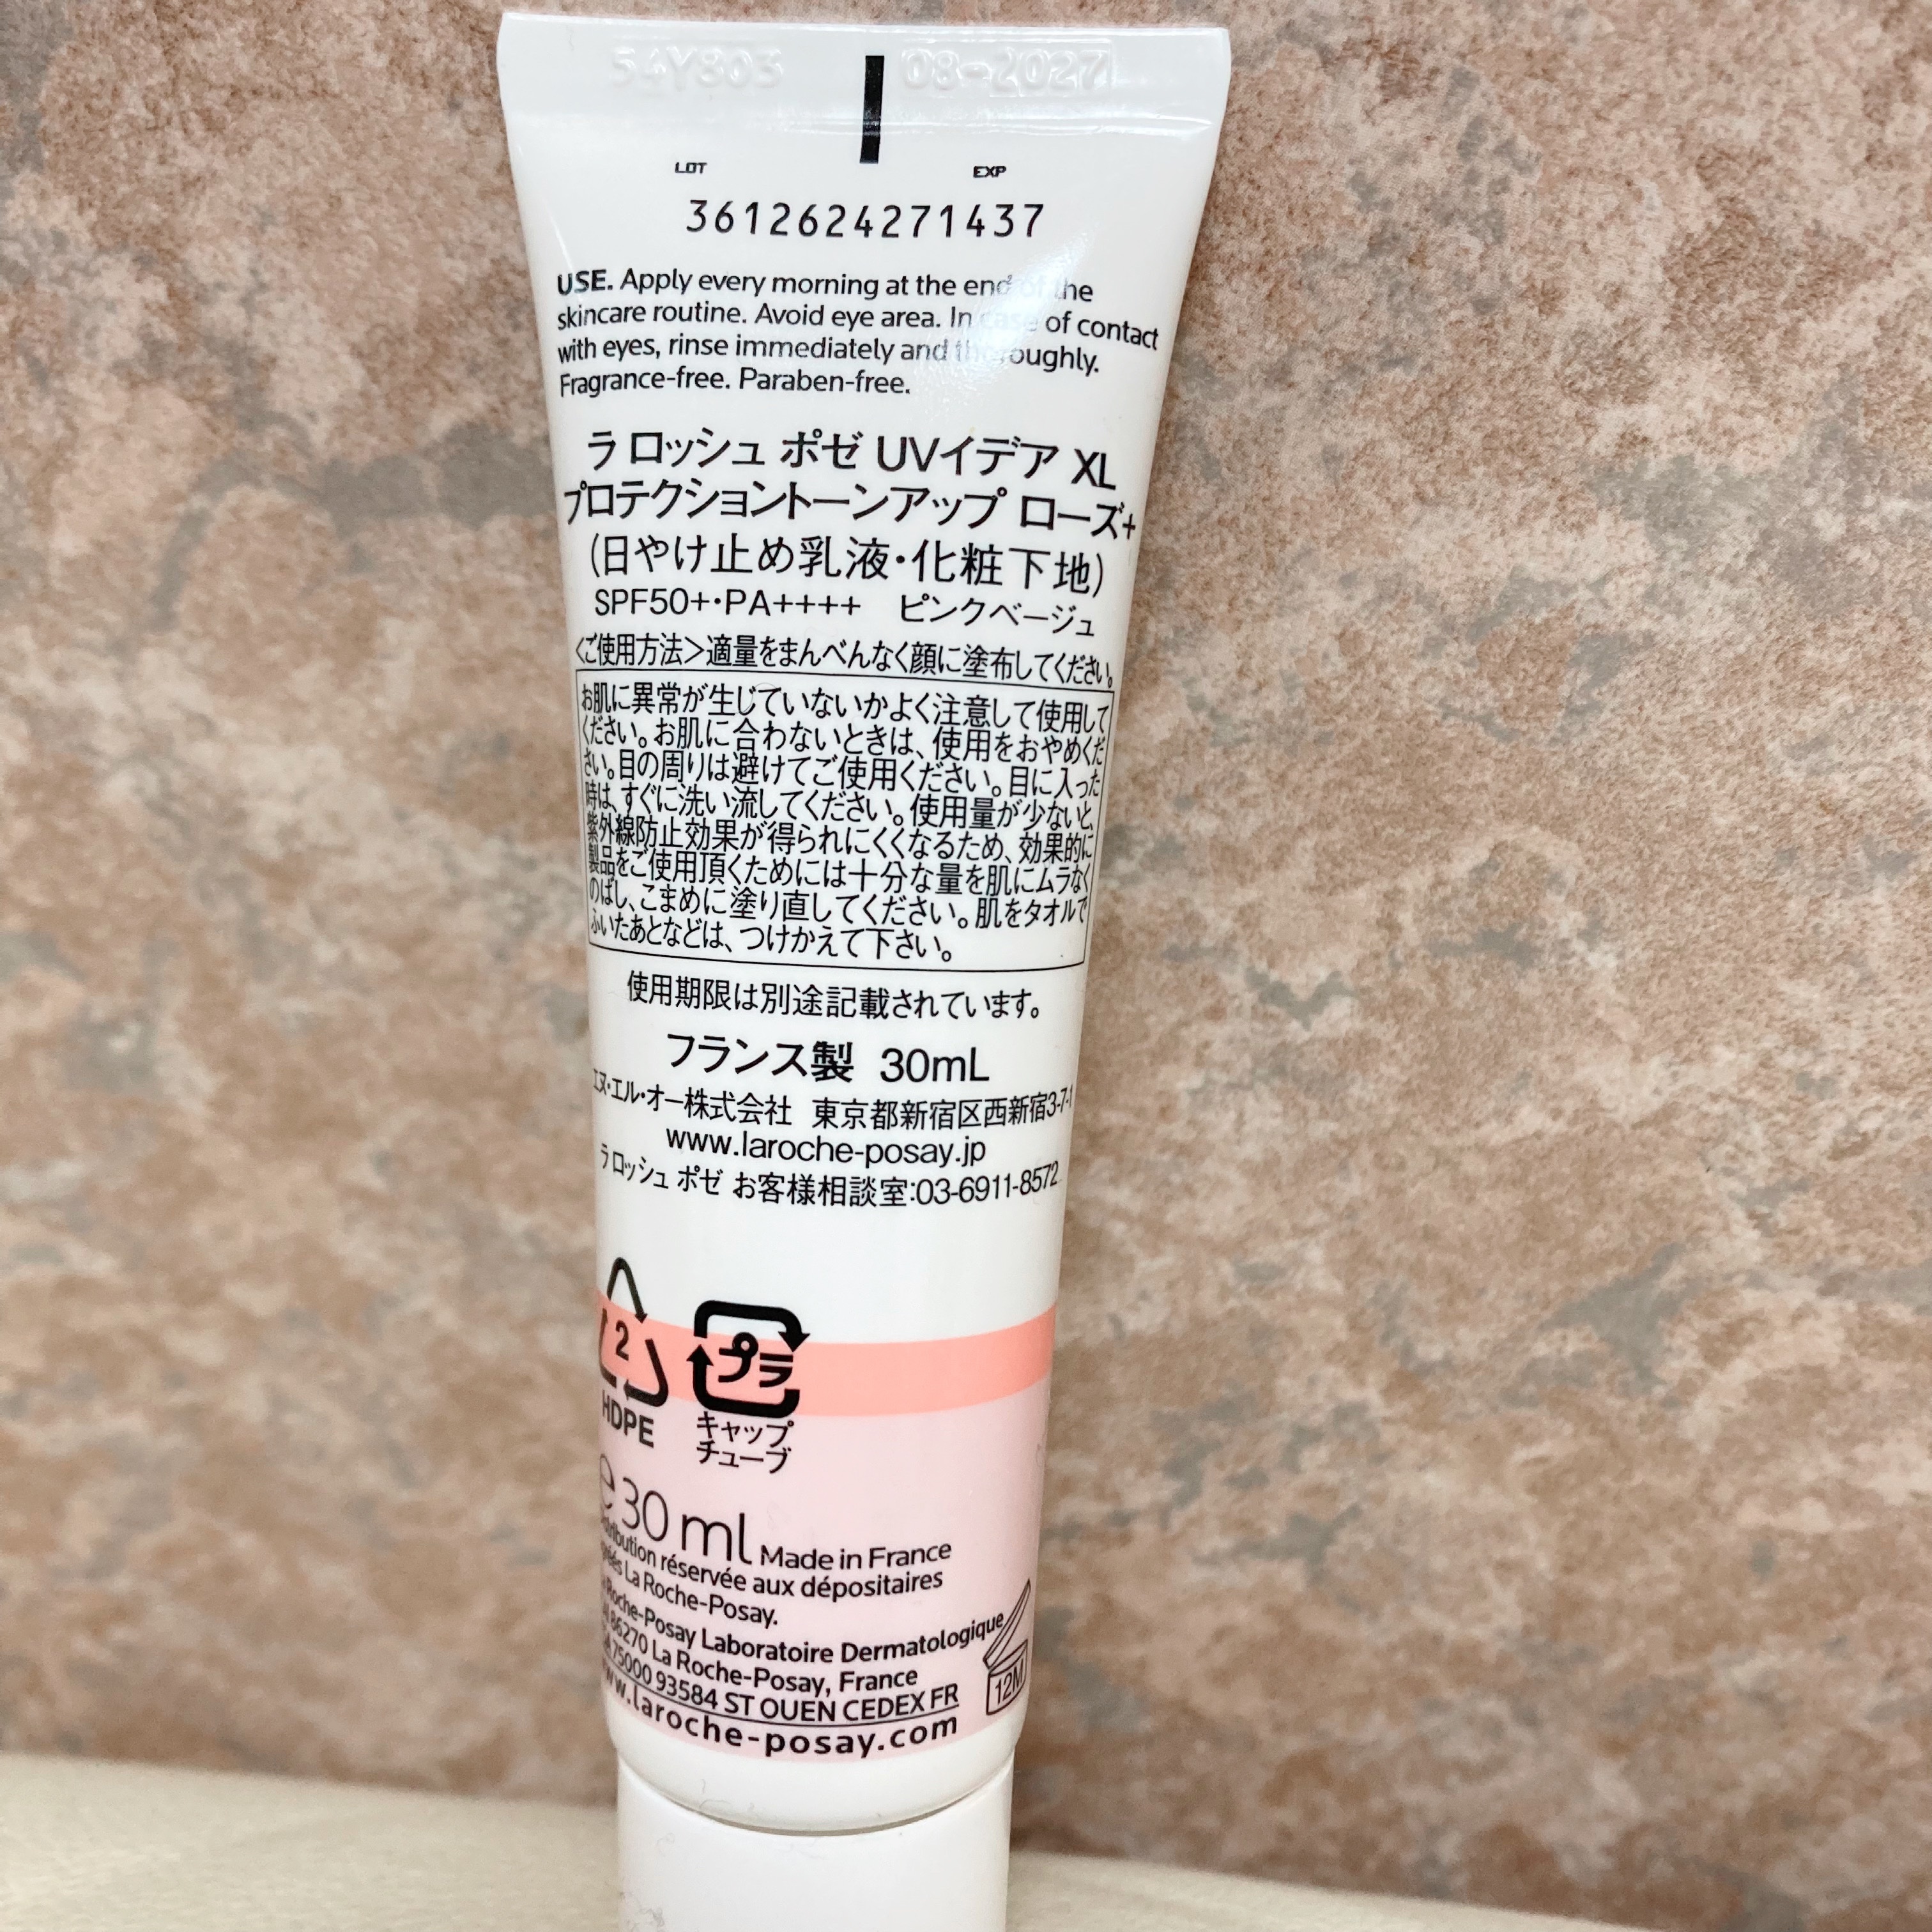 54Y803 08-2027
LOT EXP
3612624271437
USE. Apply every morning at the end of the
skincare routine. Avoid eye area. In case of contact
with eyes, rinse immediately and thoroughly.
Fragrance-free. Paraben-free.
ラ ロッシュ ポゼ UVイデア XL
プロテクショントーンアップ ローズ+
(日やけ止め乳液・化粧下地)
SPF50+・PA++++ ピンクベージュ
<ご使用方法>適量をまんべんなく顔に塗布してください。
お肌に異常が生じていないかよく注意して使用して
ください。お肌に合わないときは、使用をおやめくだ
さい。目の周りは避けてご使用ください。目に入った
時は、すぐに洗い流してください。使用量が少ないと、
紫外線防止効果が得られにくくなるため、効果的に
製品をご使用頂くためには十分な量を肌にムラなく
のばし、こまめに塗り直してください。肌をタオルで
ふいたあとなどは、つけかえて下さい。
使用期限は別途記載されています。
フランス製 30mL
エヌ・エル・オー株式会社 東京都新宿区西新宿3-7-1
www.laroche-posay.jp
ラ ロッシュ ポゼ お客様相談室:03-6911-8572
2
HDPE
プラ
キャップ
チューブ
e 30 ml Made in France
réservée aux dépositaires
La Roche-Posay.
Roche-Posay Laboratoire Dermatologique
86270 La Roche-Posay, France
75000 93584 ST OUEN CEDEX FR
www.laroche-posay.com
12M